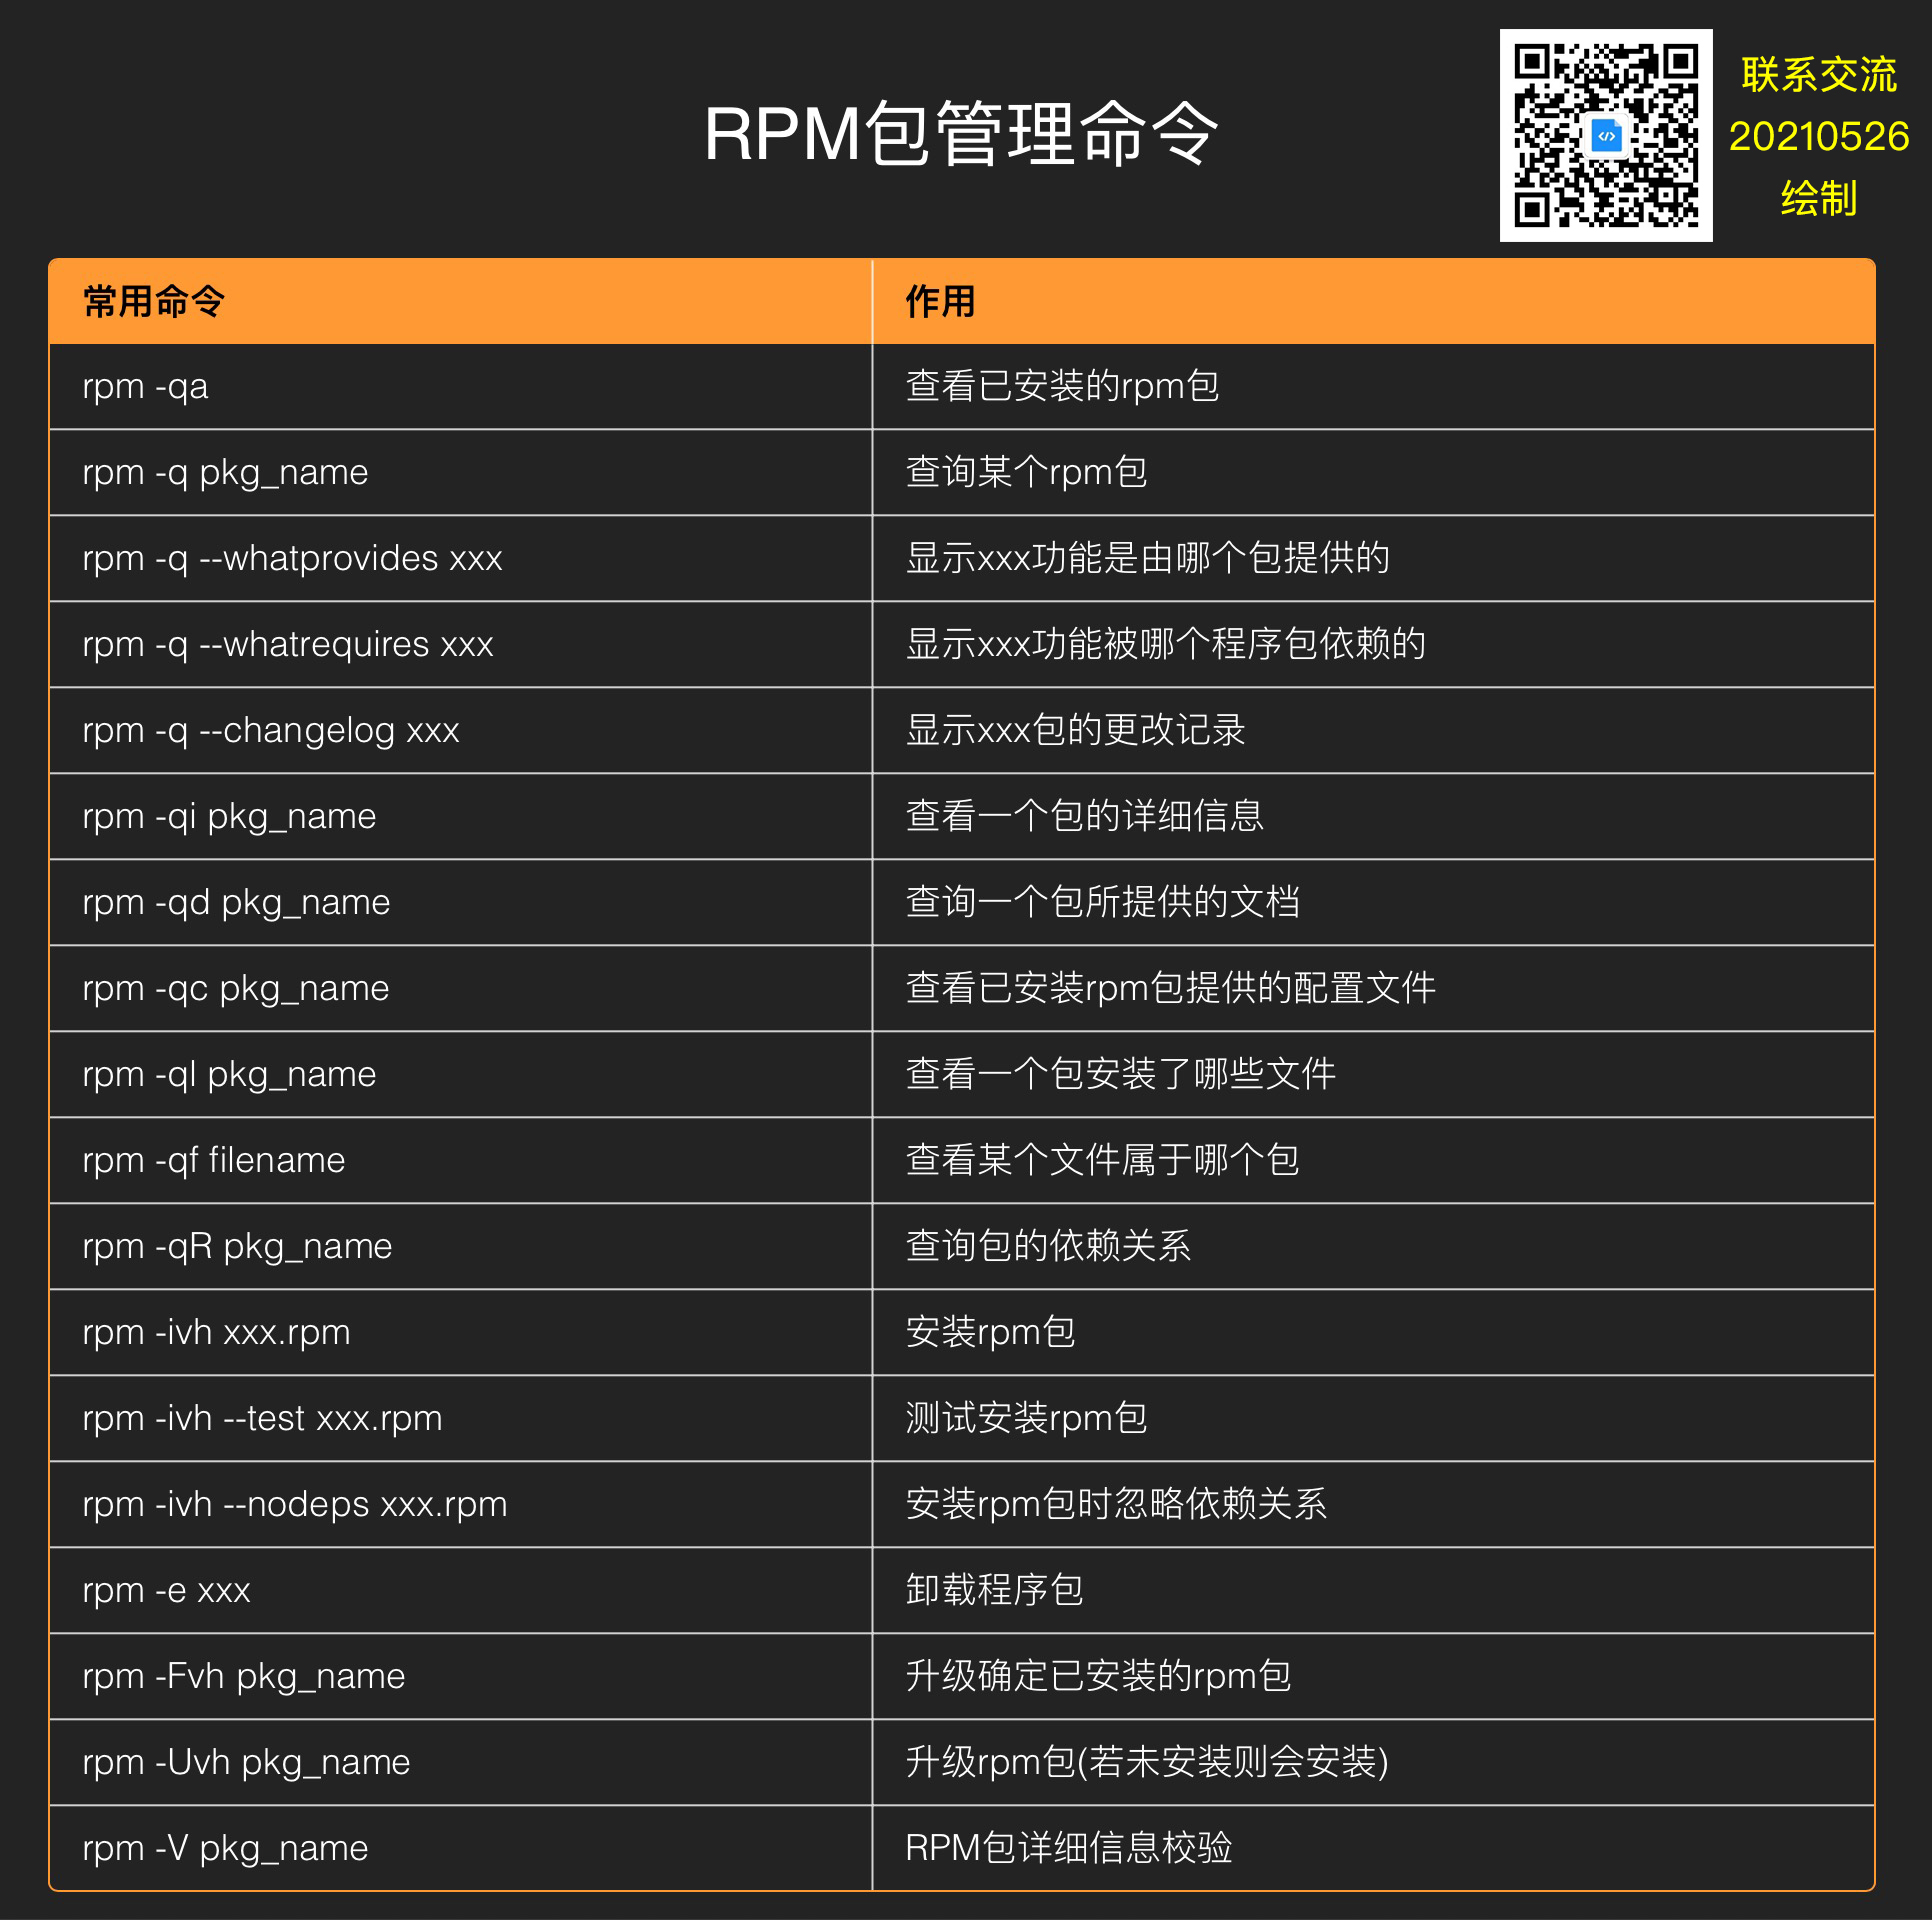 RPM包管理命令
联系交流
20210526
绘制
常用命令 作用
rpm -qa 查看已安装的rpm包
rpm -q pkg_name 查询某个rpm包
rpm -q --whatprovides xxx 显示xxx功能是由哪个包提供的
rpm -q --whatrequires xxx 显示xxx功能被哪个程序包依赖的
rpm -q --changelog xxx 显示xxx包的更改记录
rpm -qi pkg_name 查看一个包的详细信息
rpm -qd pkg_name 查询一个包所提供的文档
rpm -qc pkg_name 查看已安装rpm包提供的配置文件
rpm -ql pkg_name 查看一个包安装了哪些文件
rpm -qf filename 查看某个文件属于哪个包
rpm -qR pkg_name 查询包的依赖关系
rpm -ivh xxx.rpm 安装rpm包
rpm -ivh --test xxx.rpm 测试安装rpm包
rpm -ivh --nodeps xxx.rpm 安装rpm包时忽略依赖关系
rpm -e xxx 卸载程序包
rpm -Fvh pkg_name 升级确定已安装的rpm包
rpm -Uvh pkg_name 升级rpm包(若未安装则会安装)
rpm -V pkg_name RPM包详细信息校验